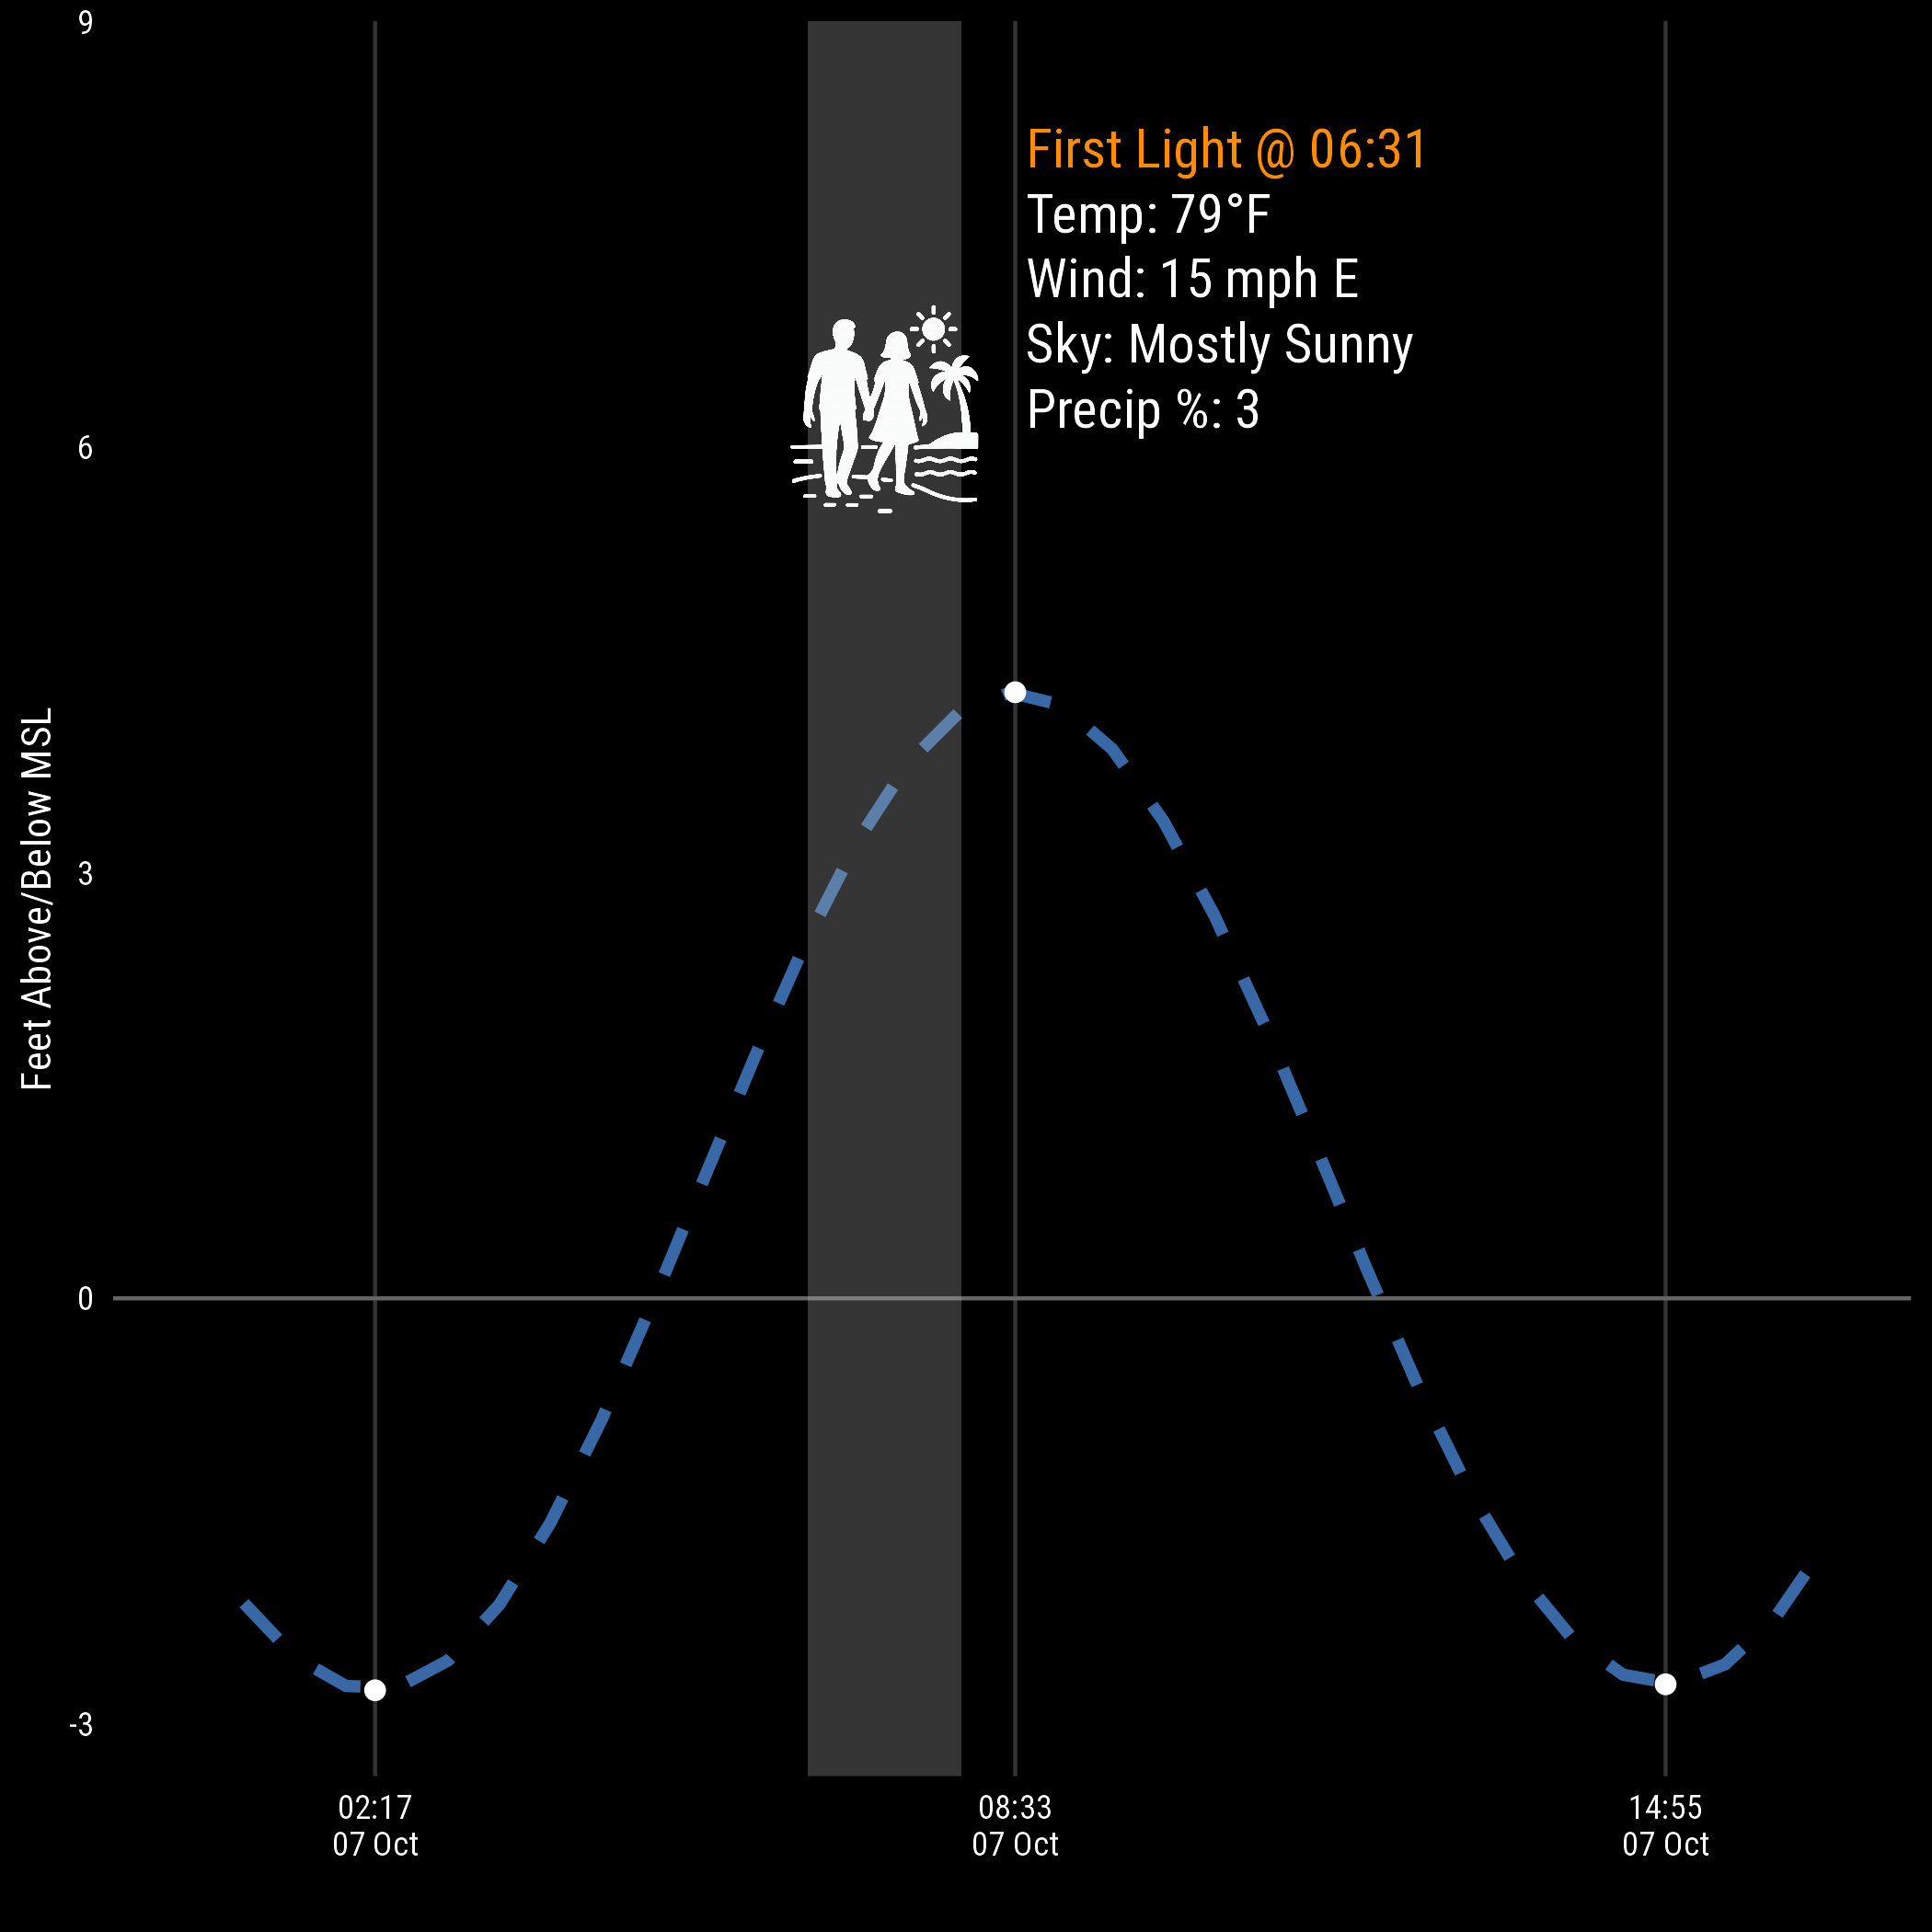 9
First Light @ 06:31
Temp: 79°F
Wind: 15 mph E
Sky: Mostly Sunny
Precip %: 3
6
3
0
-3
Feet Above/Below MSL
02:17
07 Oct
08:33
07 Oct
14:55
07 Oct